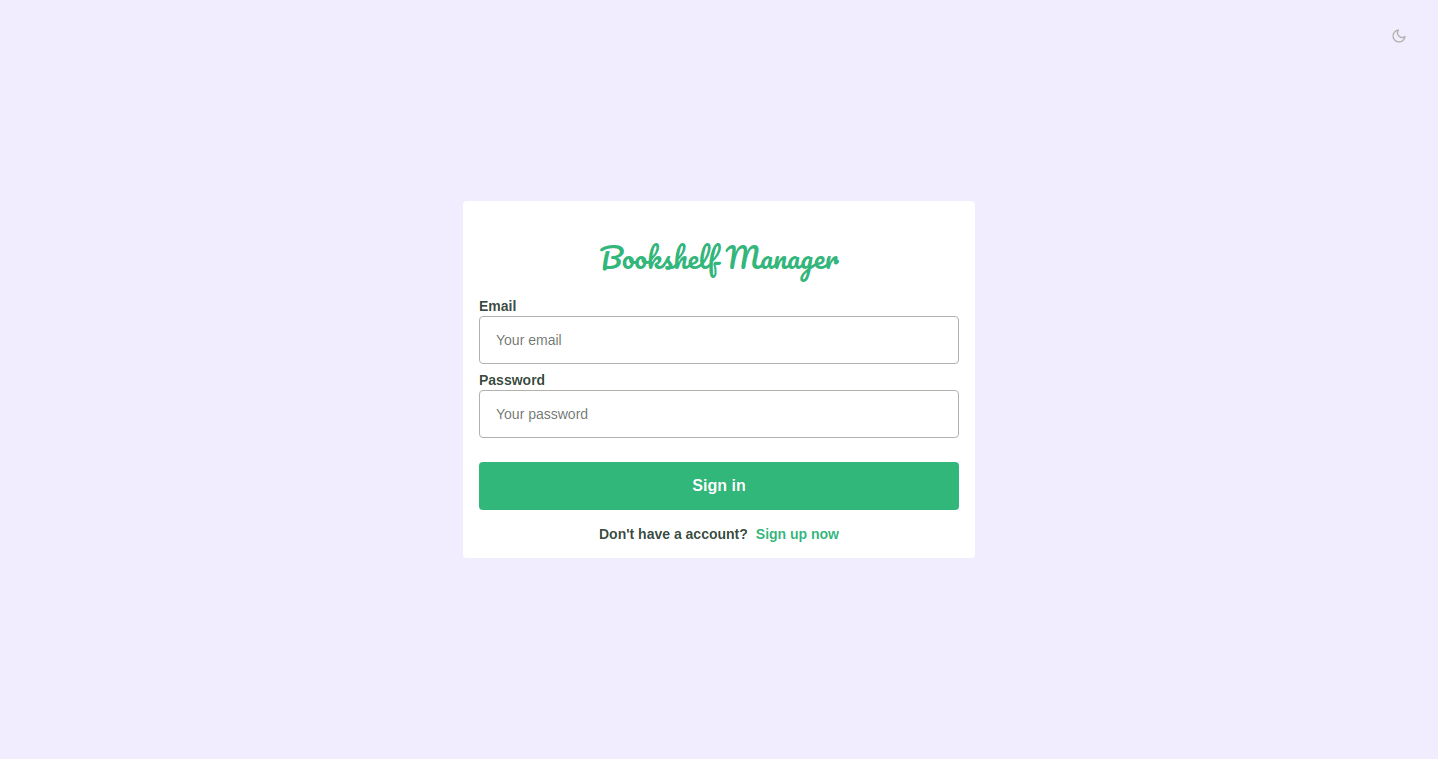 Bookshelf Manager
Email
Your email
Password
Your password
Sign in
Don't have a account? Sign up now